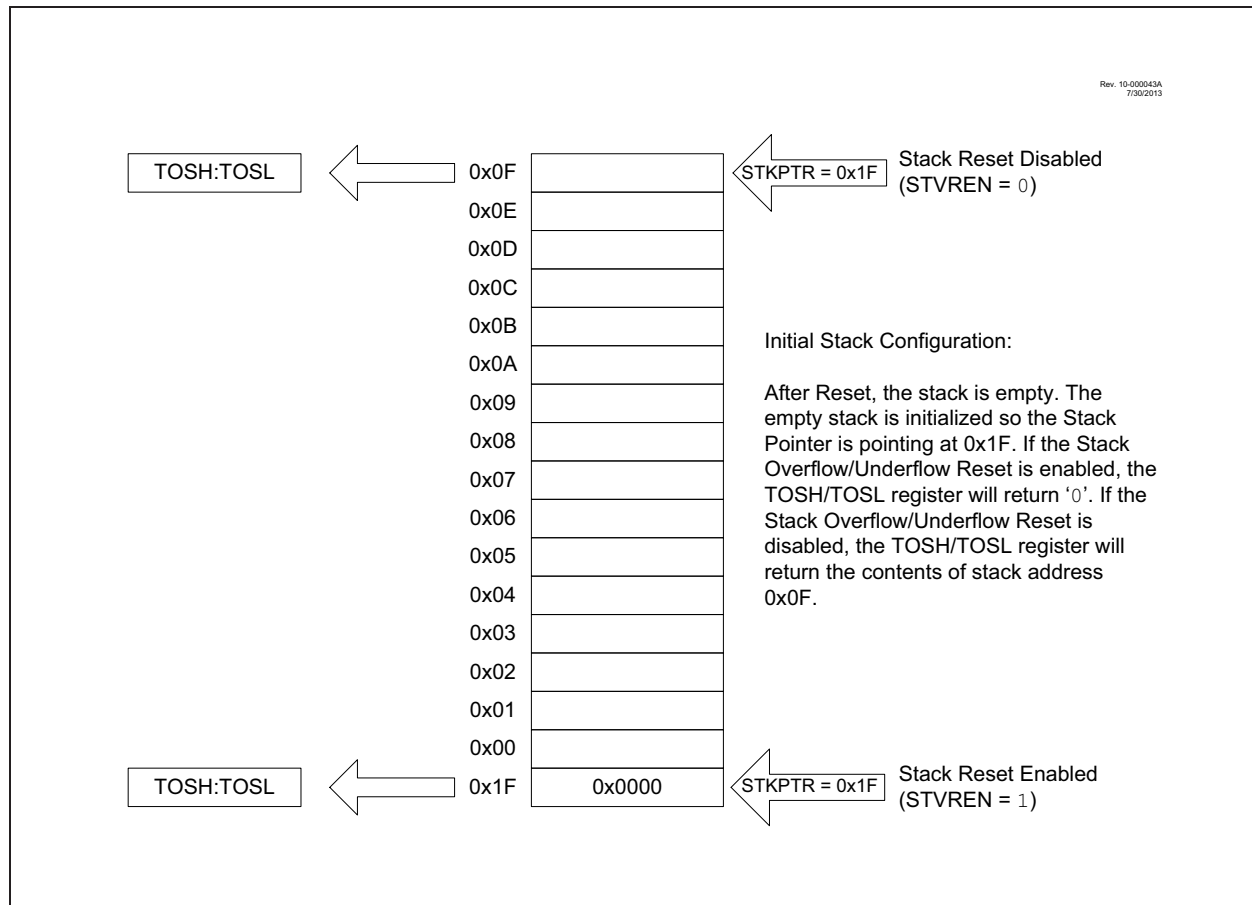 Rev. 10-000043A
7/30/2013
TOSH:TOSL
0x0F
STKPTR = 0x1F
Stack Reset Disabled
(STVREN = 0)
0x0E
0x0D
0x0C
0x0B
0x0A
0x09
0x08
0x07
0x06
0x05
0x04
0x03
0x02
0x01
0x00
Initial Stack Configuration:
After Reset, the stack is empty. The
empty stack is initialized so the Stack
Pointer is pointing at 0x1F. If the Stack
Overflow/Underflow Reset is enabled, the
TOSH/TOSL register will return ‘0’. If the
Stack Overflow/Underflow Reset is
disabled, the TOSH/TOSL register will
return the contents of stack address
0x0F.
TOSH:TOSL
0x1F
0x0000
STKPTR = 0x1F
Stack Reset Enabled
(STVREN = 1)